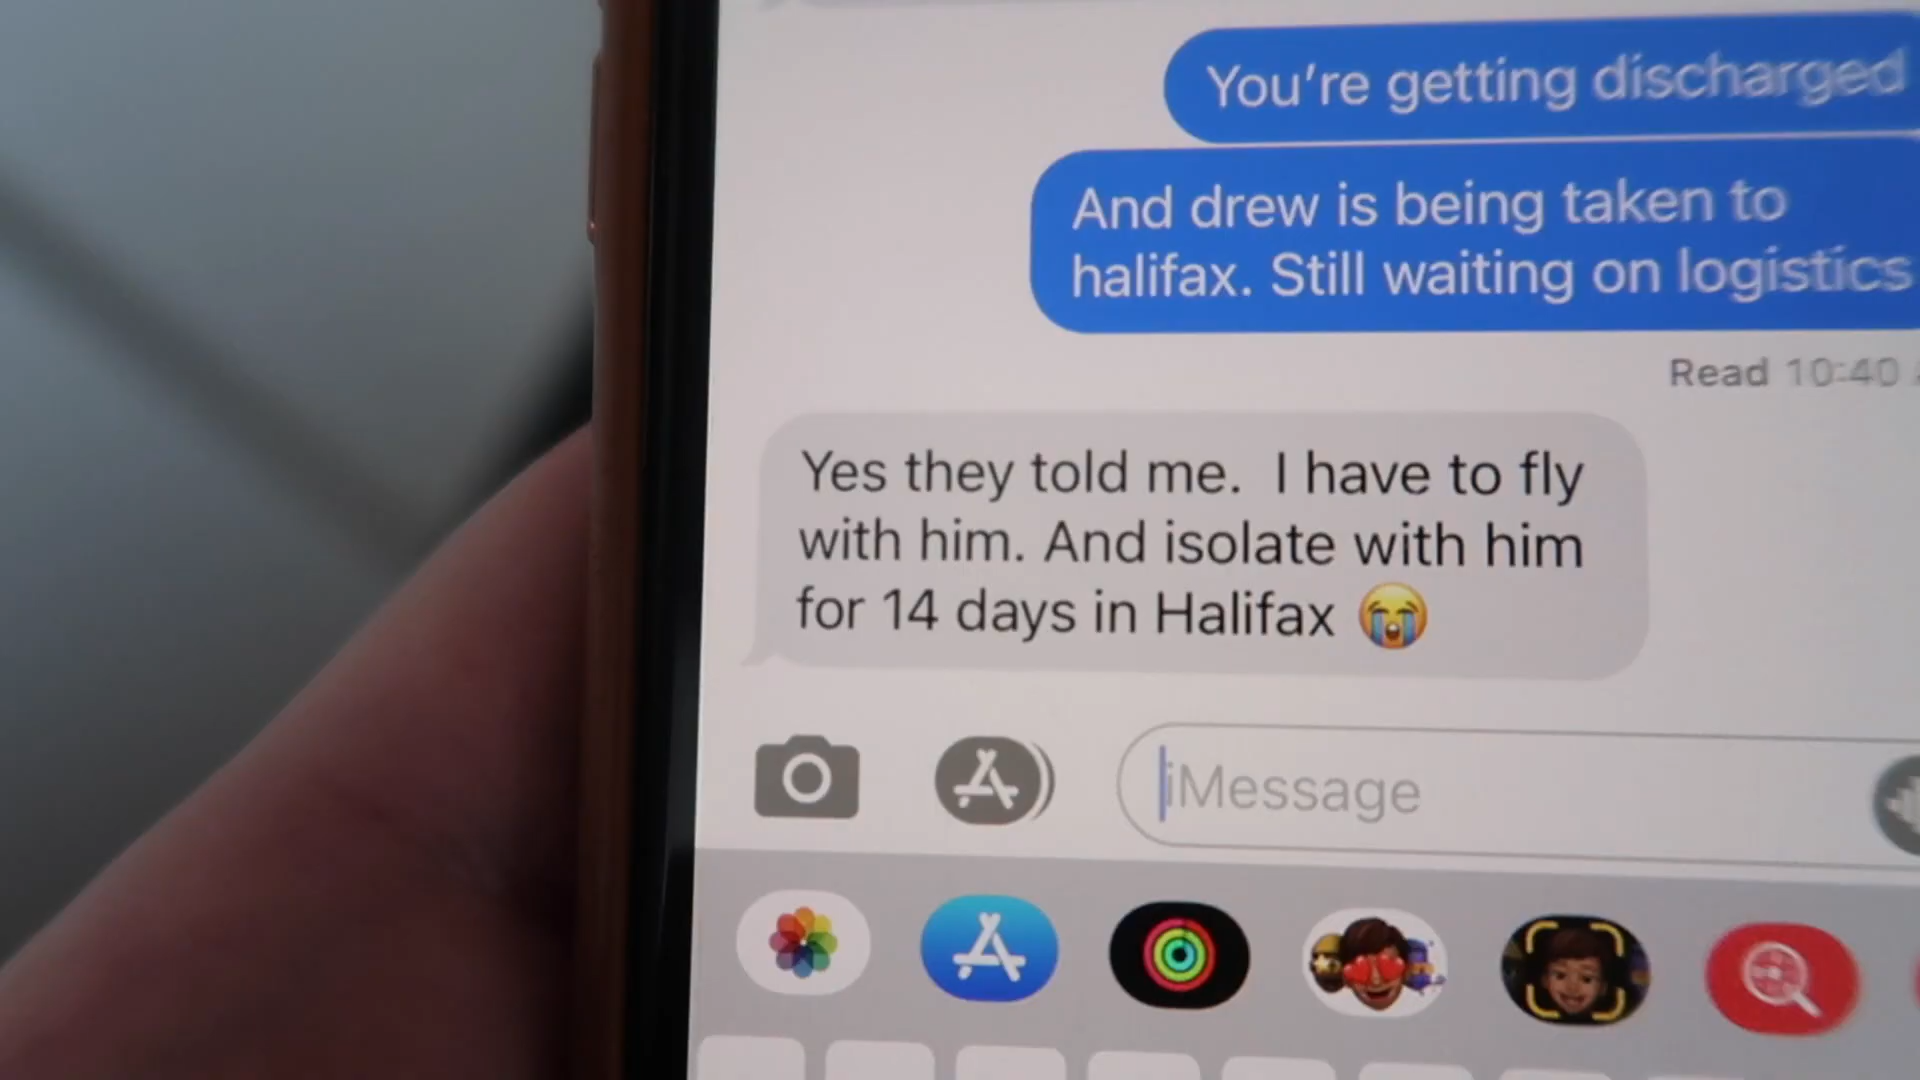 You're getting discharged
And drew is being taken to
halifax. Still waiting on logistics
Read 10:40
Yes they told me. I have to fly
with him. And isolate with him
for 14 days in Halifax 😭
iMessage